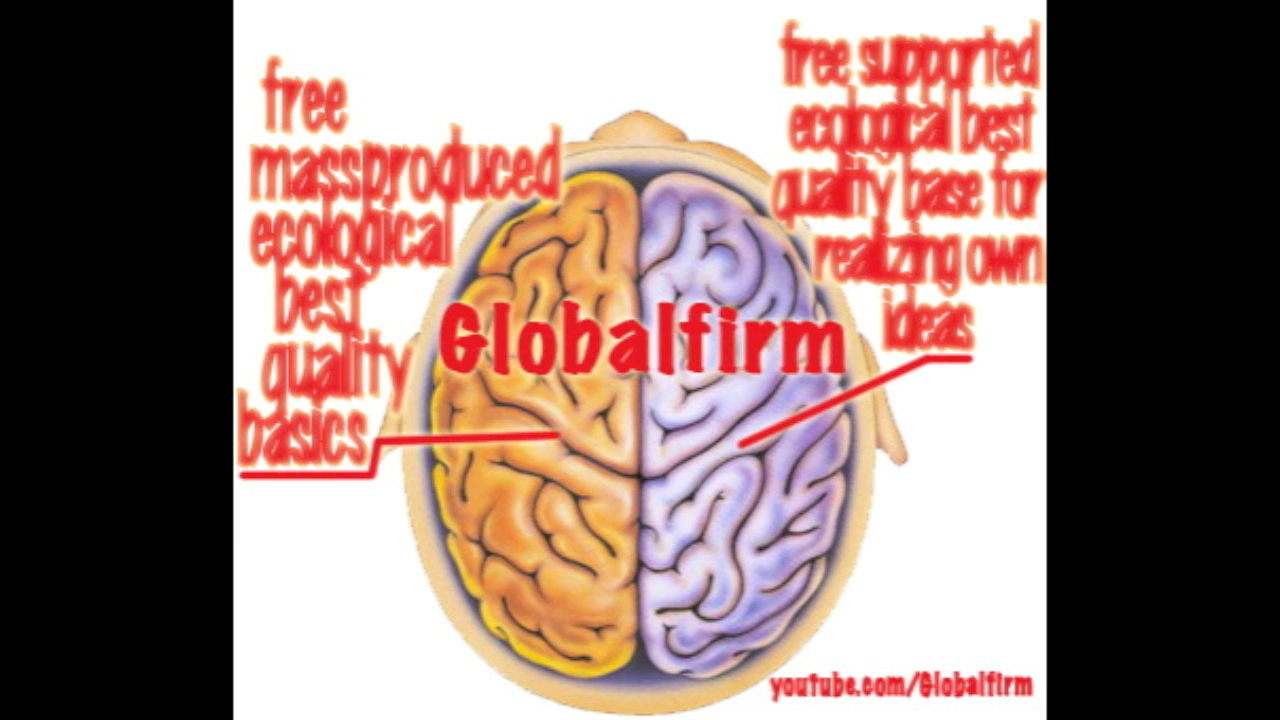 free
massproduced
ecological
best
quality
basics
free supported
ecological best
quality base for
realizing own
ideas
Globalfirm
youtube.com/Globalfirm